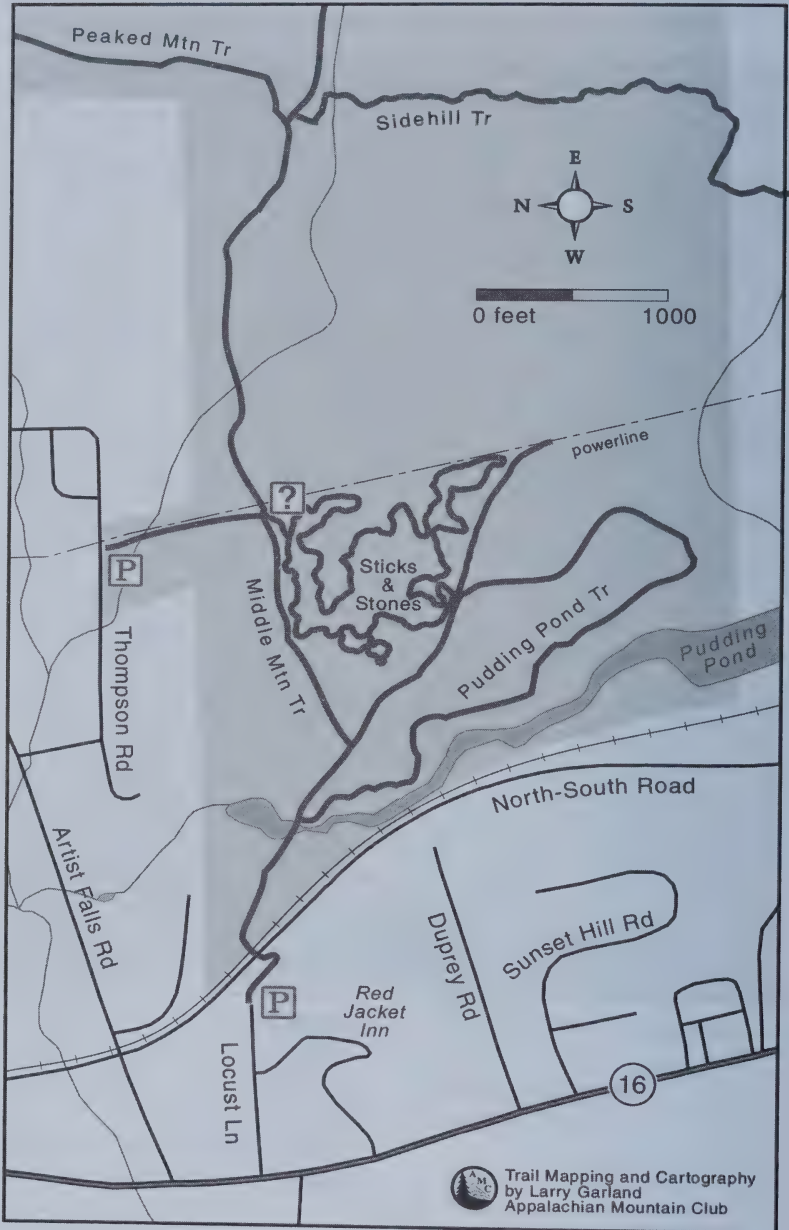 Peaked Mtn Tr
Sidehill Tr
E
N S
W
0 feet 1000
powerline
?
P
Sticks
&
Stones
Middle Mtn Tr
Thompson Rd
Pudding Pond Tr
Pudding
Pond
North-South Road
Artist Falls Rd
Duprey Rd
Sunset Hill Rd
P
Red
Jacket
Inn
Locust Ln
16
AMC
Trail Mapping and Cartography
by Larry Garland
Appalachian Mountain Club